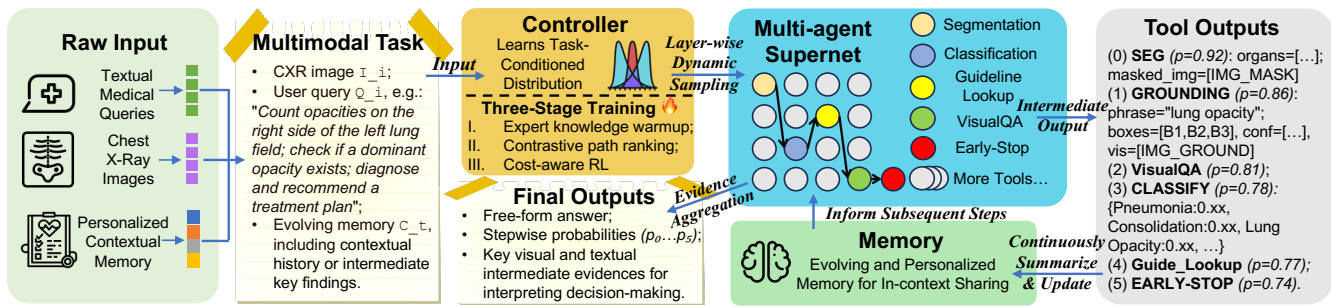 Raw Input
Textual
Medical
Queries
Chest
X-Ray
Images
Personalized
Contextual
Memory
Multimodal Task
• CXR image I_i;
• User query Q_i, e.g.:
"Count opacities on
the right side of the left lung
field; check if a dominant
opacity exists; diagnose
and recommend a
treatment plan";
• Evolving memory C_t,
including contextual
history or intermediate
key findings.
Input
Controller
Learns Task-
Conditioned
Distribution
Three-Stage Training
I. Expert knowledge warmup;
II. Contrastive path ranking;
III. Cost-aware RL
Layer-wise
Dynamic
Sampling
Final Outputs
• Free-form answer;
• Stepwise probabilities (p₀…p₅);
• Key visual and textual
intermediate evidences for
interpreting decision-making.
Evidence
Aggregation
Multi-agent
Supernet
Segmentation
Classification
Guideline
Lookup
VisualQA
Early-Stop
More Tools…
Inform Subsequent Steps
Memory
Evolving and Personalized
Memory for In-context Sharing
Intermediate
Output
Continuously
Summarize
& Update
Tool Outputs
(0) SEG (p=0.92): organs=[…];
masked_img=[IMG_MASK]
(1) GROUNDING (p=0.86):
phrase="lung opacity";
boxes=[B1,B2,B3], conf=[…],
vis=[IMG_GROUND]
(2) VisualQA (p=0.81);
(3) CLASSIFY (p=0.78):
{Pneumonia:0.xx,
Consolidation:0.xx, Lung
Opacity:0.xx, …}
(4) Guide_Lookup (p=0.77);
(5) EARLY-STOP (p=0.74).